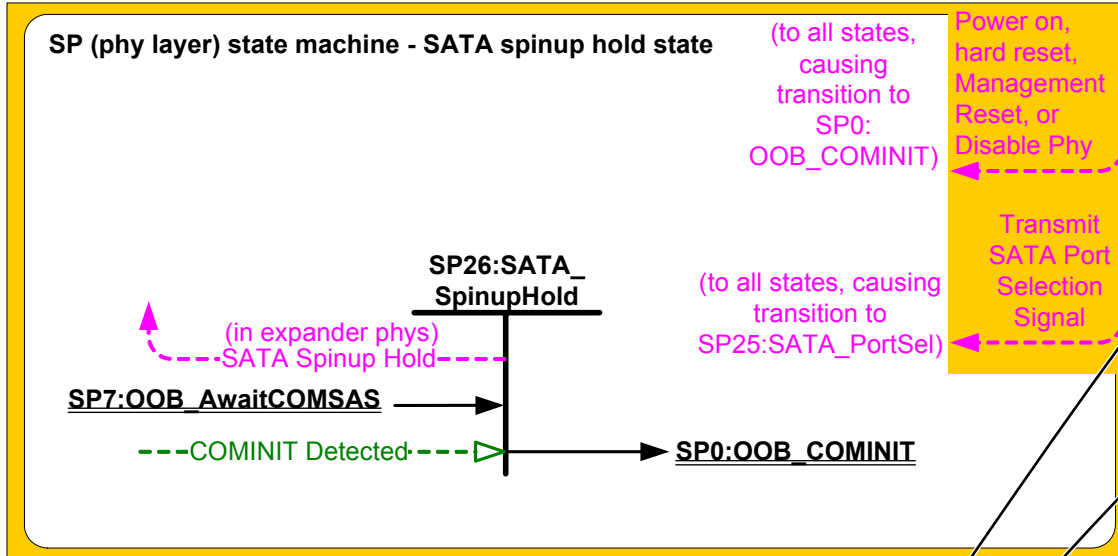 SP (phy layer) state machine - SATA spinup hold state
(to all states,
causing
transition to
SP0:
OOB_COMINIT)
Power on,
hard reset,
Management
Reset, or
Disable Phy
SP26:SATA_
SpinupHold
(to all states, causing
transition to
SP25:SATA_PortSel)
Transmit
SATA Port
Selection
Signal
(in expander phys)
SATA Spinup Hold
SP7:OOB_AwaitCOMSAS
COMINIT Detected
SP0:OOB_COMINIT